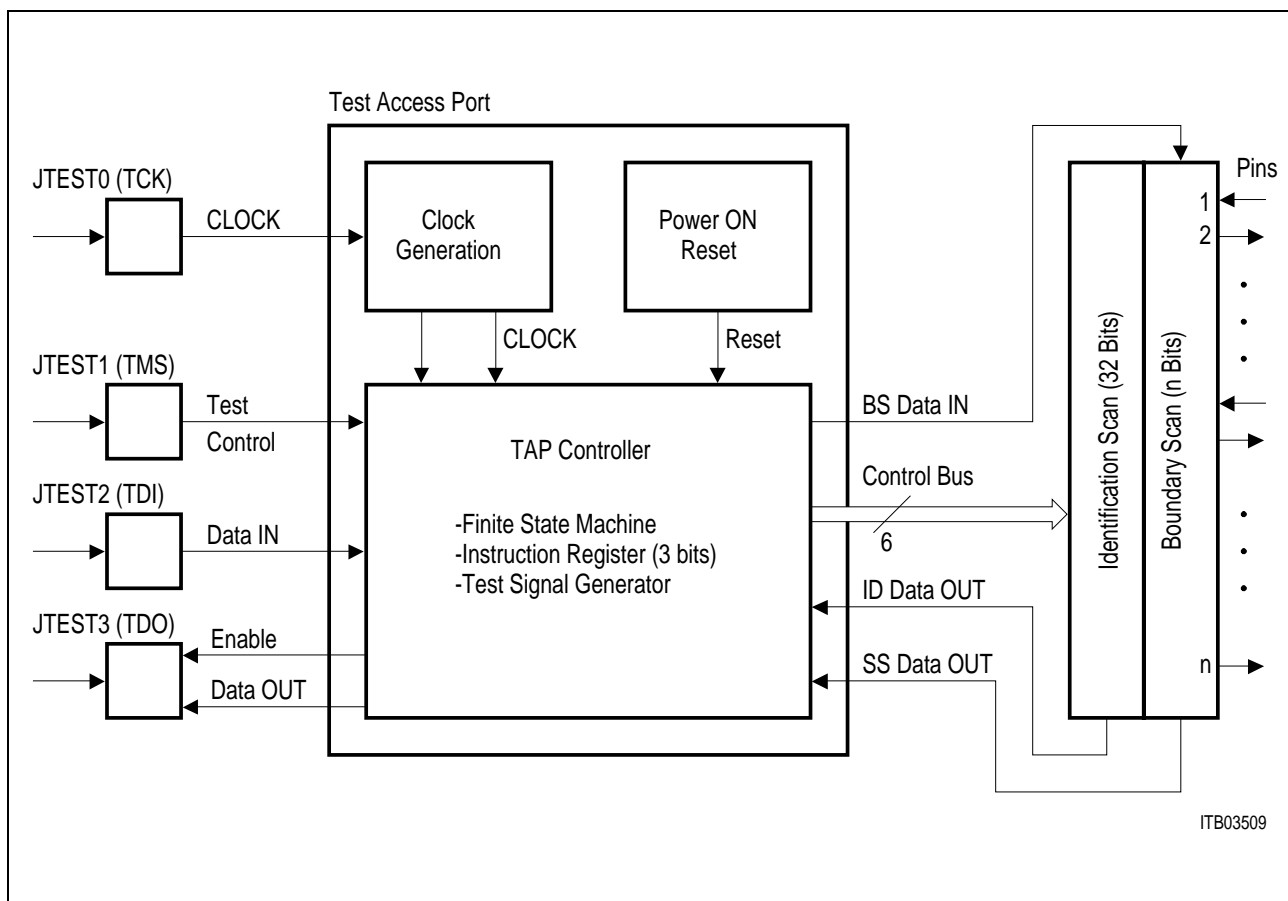 Test Access Port
JTEST0 (TCK)
CLOCK
Clock
Generation
Power ON
Reset
CLOCK
Reset
JTEST1 (TMS)
Test
Control
JTEST2 (TDI)
Data IN
JTEST3 (TDO)
Enable
Data OUT
TAP Controller
-Finite State Machine
-Instruction Register (3 bits)
-Test Signal Generator
BS Data IN
Control Bus
6
ID Data OUT
SS Data OUT
Identification Scan (32 Bits)
Boundary Scan (n Bits)
Pins
1
2
n
ITB03509